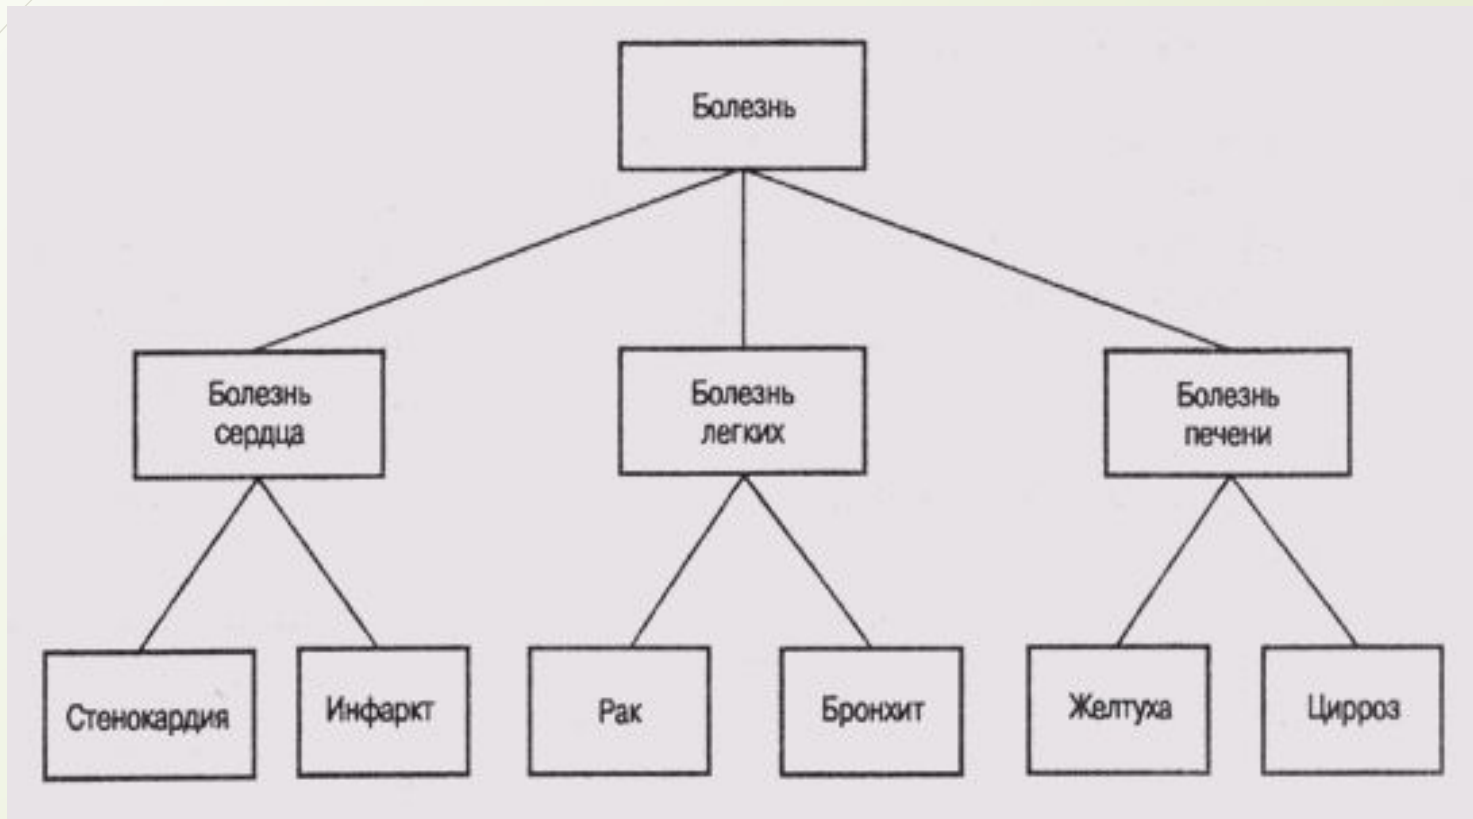 Болезнь
Болезнь
сердца
Болезнь
легких
Болезнь
печени
Стенокардия
Инфаркт
Рак
Бронхит
Желтуха
Цирроз